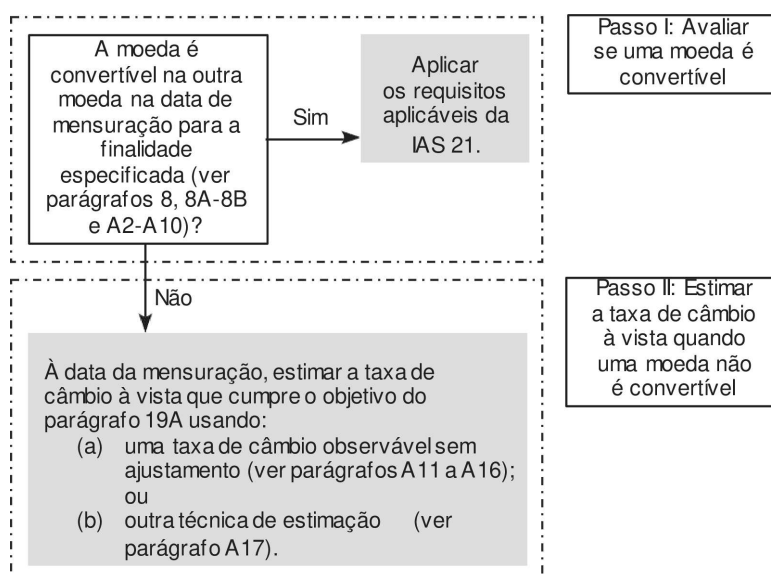 A moeda é
convertível na outra
moeda na data de
mensuração para a
finalidade
especificada (ver
parágrafos 8, 8A-8B
e A2-A10)?
Sim
Aplicar
os requisitos
aplicáveis da
IAS 21.
Passo I: Avaliar
se uma moeda é
convertível
Não
À data da mensuração, estimar a taxa de
câmbio à vista que cumpre o objetivo do
parágrafo 19A usando:
(a) uma taxa de câmbio observável sem
ajustamento (ver parágrafos A11 a A16);
ou
(b) outra técnica de estimação (ver
parágrafo A17).
Passo II: Estimar
a taxa de câmbio
à vista quando
uma moeda não
é convertível